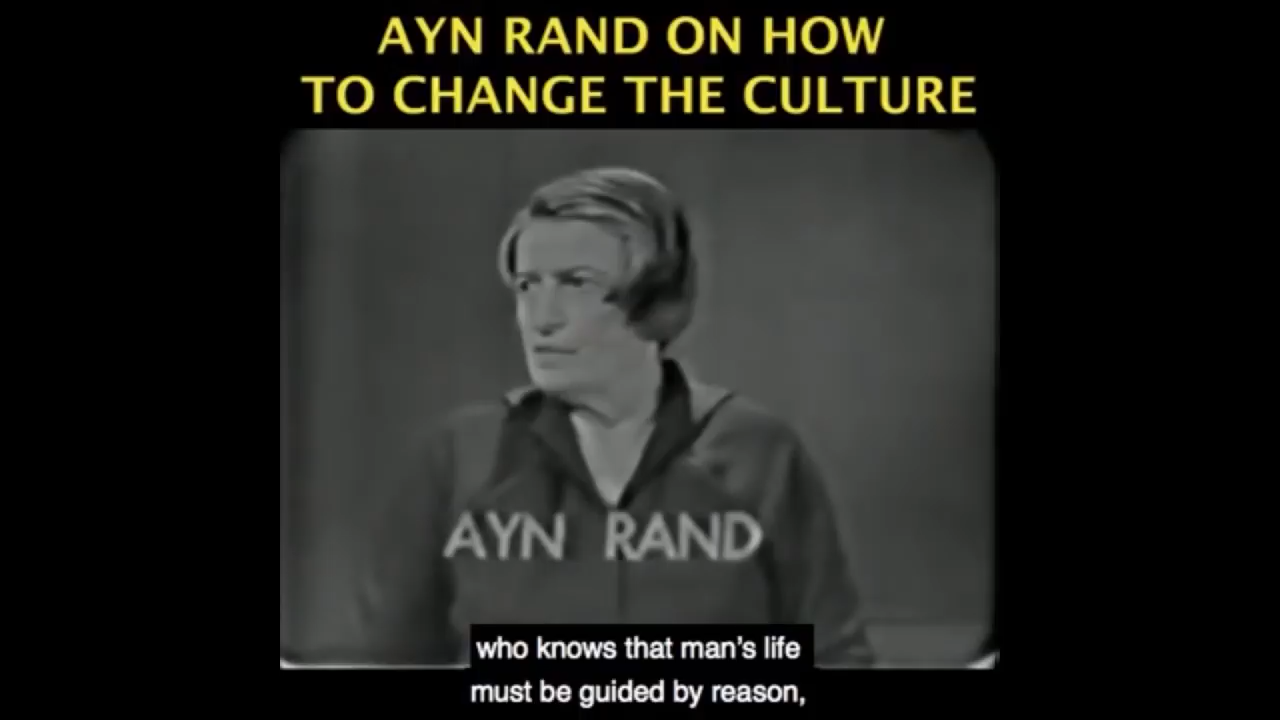 AYN RAND ON HOW
TO CHANGE THE CULTURE
AYN RAND
who knows that man's life
must be guided by reason,